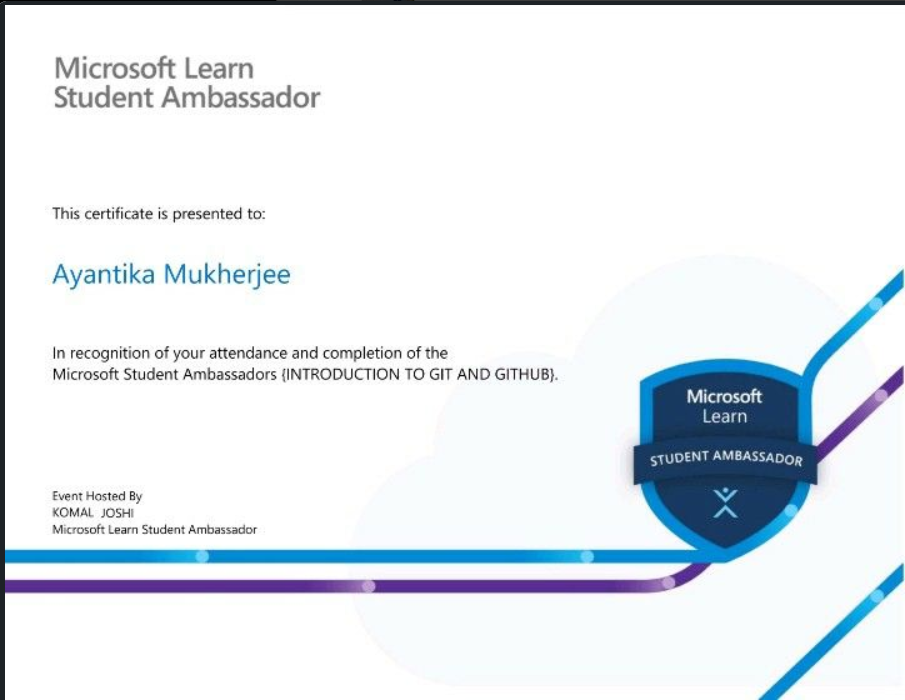 Microsoft Learn
Student Ambassador
This certificate is presented to:
Ayantika Mukherjee
In recognition of your attendance and completion of the
Microsoft Student Ambassadors {INTRODUCTION TO GIT AND GITHUB}.
Microsoft
Learn
STUDENT AMBASSADOR
Event Hosted By
KOMAL JOSHI
Microsoft Learn Student Ambassador